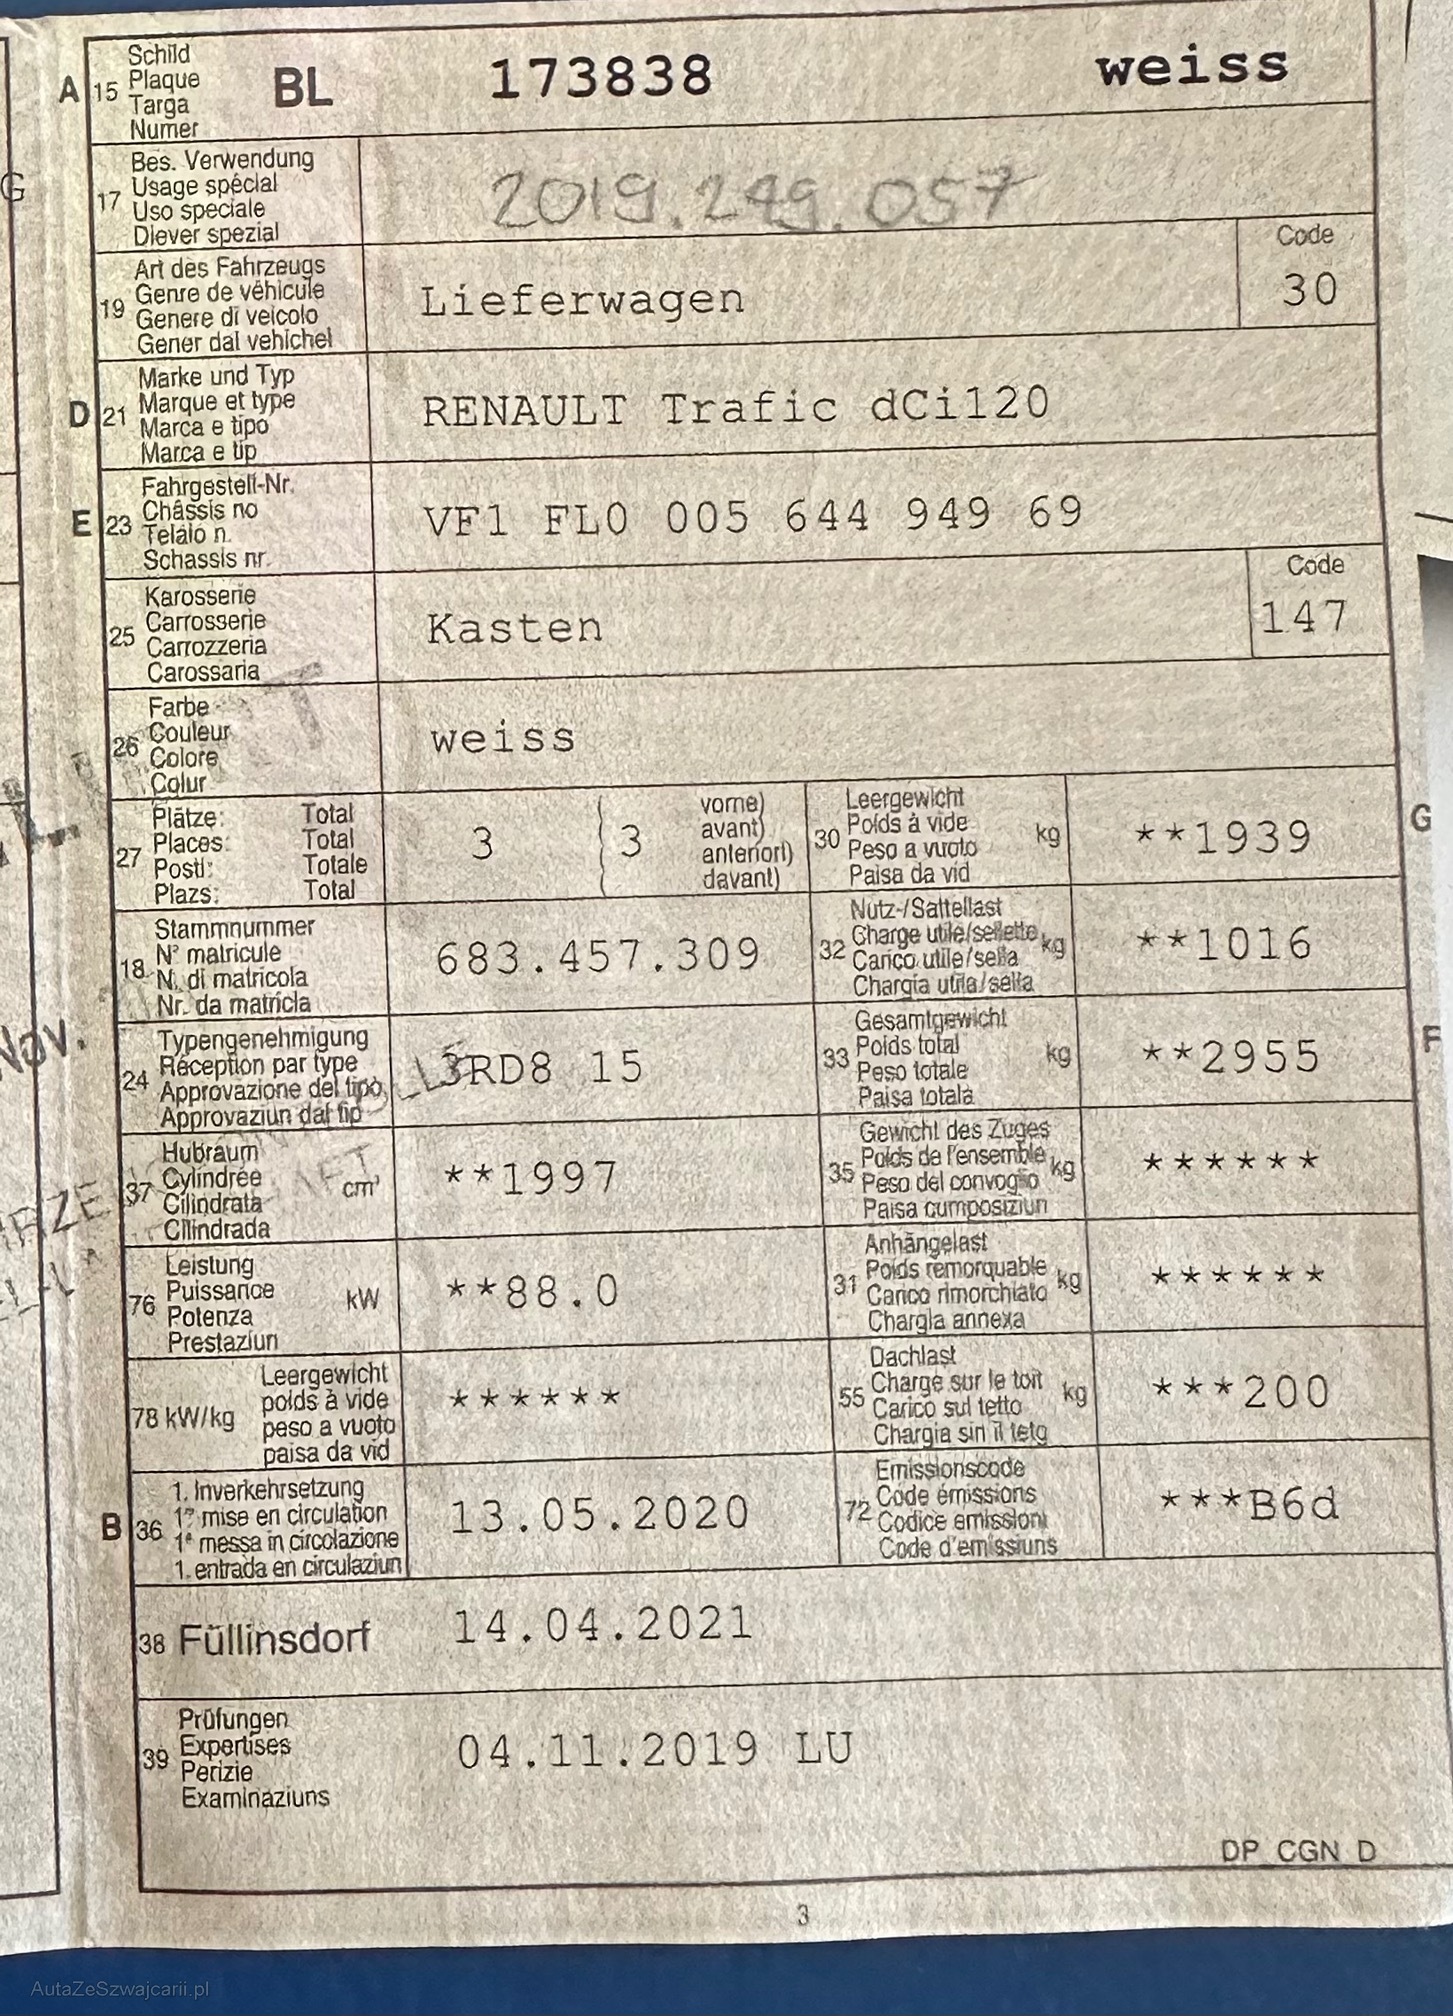 A 15 Schild
Plaque
Targa
Numer
BL 173838 weiss
17 Bes. Verwendung
Usage spécial
Uso speciale
Diever spezial
2019.249.057
19 Art des Fahrzeugs
Genre de véhicule
Genere di veicolo
Gener dal vehichel
Lieferwagen
Code
30
D 21 Marke und Typ
Marque et type
Marca e tipo
Marca e tip
RENAULT Trafic dCi120
E 23 Fahrgestell-Nr.
Châssis no
Telaio n.
Schassis nr.
VF1 FL0 005 644 949 69
25 Karosserie
Carrosserie
Carrozzeria
Carossaria
Kasten
Code
147
26 Farbe
Couleur
Colore
Colur
weiss
27 Plätze: Total
Places: Total
Posti: Totale
Plazs: Total
3 ( 3
vorne)
avant)
anteriori)
davant)
G 30 Leergewicht
Poids à vide kg
Peso a vuoto
Paisa da vid
**1939
18 Stammnummer
N° matricule
N. di matricola
Nr. da matricla
683.457.309
32 Nutz-/Sattellast
Charge utile/sellette kg
Carico utile/sella
Chargia utila/sella
**1016
24 Typengenehmigung
Réception par type
Approvazione del tipo
Approvaziun dal tip
3RD8 15
F 33 Gesamtgewicht
Poids total kg
Peso totale
Paisa totala
**2955
37 Hubraum
Cylindrée cm³
Cilindrata
Cilindrada
**1997
35 Gewicht des Zuges
Poids de l'ensemble kg
Peso del convoglio
Paisa cumposiziun
******
76 Leistung
Puissance kW
Potenza
Prestaziun
**88.0
31 Anhängelast
Poids remorquable kg
Carico rimorchiato
Chargia annexa
******
78 kW/kg Leergewicht
poids à vide
peso a vuoto
paisa da vid
******
55 Dachlast
Charge sur le toit kg
Carico sul tetto
Chargia sin il tetg
***200
B 36 1. Inverkehrsetzung
1re mise en circulation
1a messa in circolazione
1. entrada en circulaziun
13.05.2020
72 Emissionscode
Code émissions
Codice emissioni
Code d'emissiuns
***B6d
38 Füllinsdorf 14.04.2021
39 Prüfungen
Expertises
Perizie
Examinaziuns
04.11.2019 LU
DP CGN D
3
Nov.
G
AutaZeSzwajcarii.pl